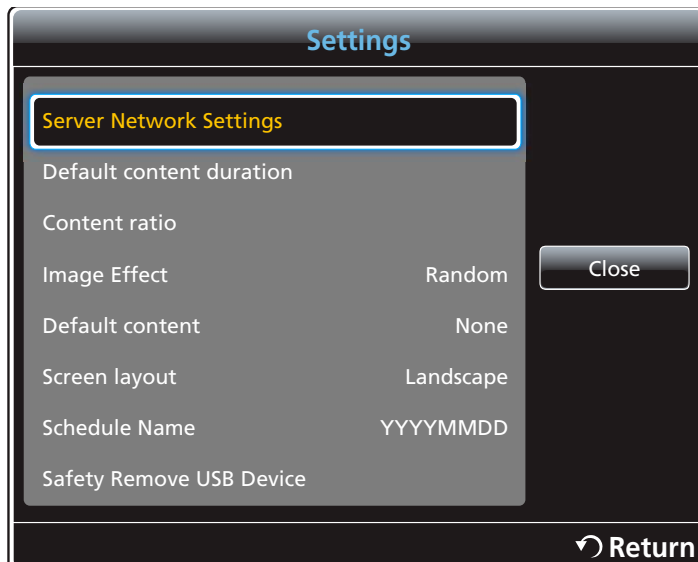 Settings
Server Network Settings
Default content duration
Content ratio
Image Effect Random
Close
Default content None
Screen layout Landscape
Schedule Name YYYYMMDD
Safety Remove USB Device
Return